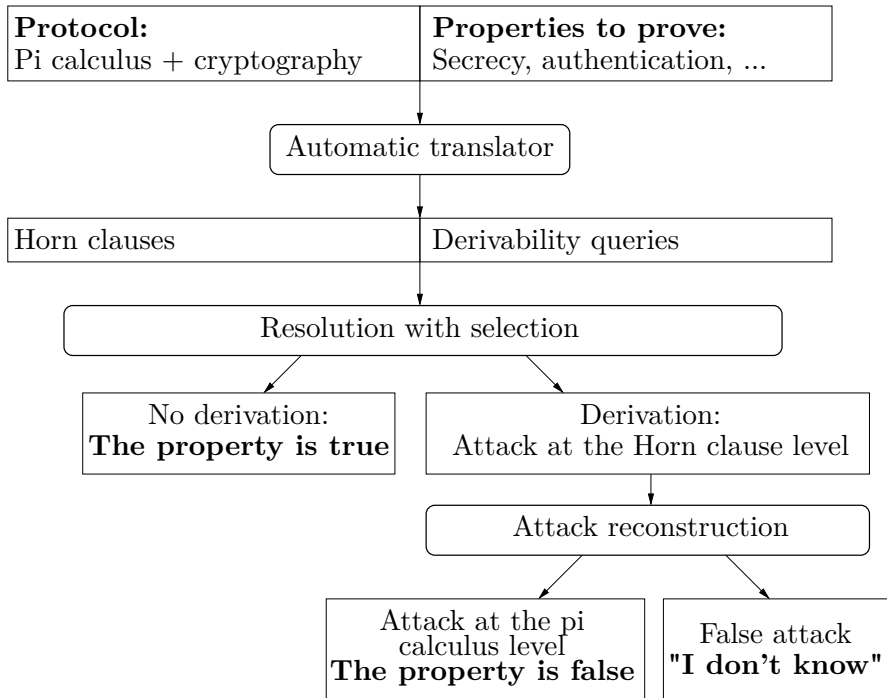 Protocol:
Pi calculus + cryptography
Properties to prove:
Secrecy, authentication, ...
Automatic translator
Horn clauses
Derivability queries
Resolution with selection
No derivation:
The property is true
Derivation:
Attack at the Horn clause level
Attack reconstruction
Attack at the pi
calculus level
The property is false
False attack
"I don't know"